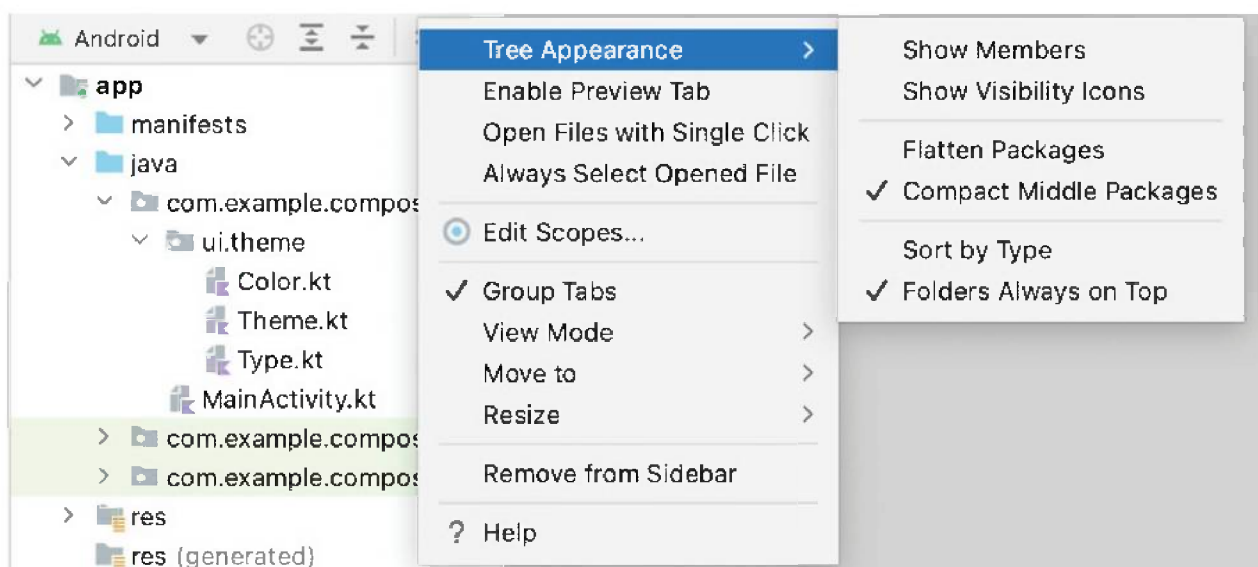 Android
app
manifests
java
com.example.compos
ui.theme
Color.kt
Theme.kt
Type.kt
MainActivity.kt
com.example.compos
com.example.compos
res
res (generated)
Tree Appearance
Enable Preview Tab
Open Files with Single Click
Always Select Opened File
Edit Scopes...
Group Tabs
View Mode
Move to
Resize
Remove from Sidebar
? Help
Show Members
Show Visibility Icons
Flatten Packages
Compact Middle Packages
Sort by Type
Folders Always on Top